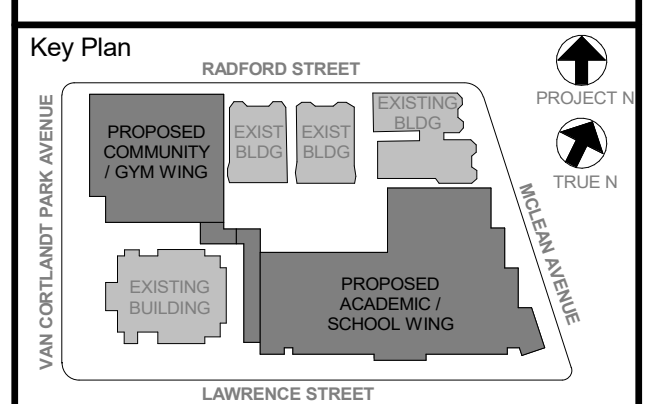 Key Plan
RADFORD STREET
PROJECT N
TRUE N
VAN CORTLANDT PARK AVENUE
PROPOSED
COMMUNITY
/ GYM WING
EXIST
BLDG
EXIST
BLDG
EXISTING
BLDG
MCLEAN AVENUE
EXISTING
BUILDING
PROPOSED
ACADEMIC /
SCHOOL WING
LAWRENCE STREET